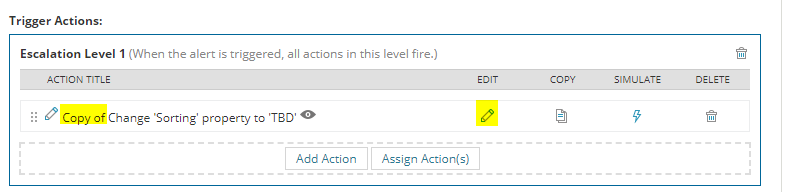 Trigger Actions:
Escalation Level 1 (When the alert is triggered, all actions in this level fire.)
ACTION TITLE EDIT COPY SIMULATE DELETE
Copy of Change 'Sorting' property to 'TBD'
Add Action Assign Action(s)